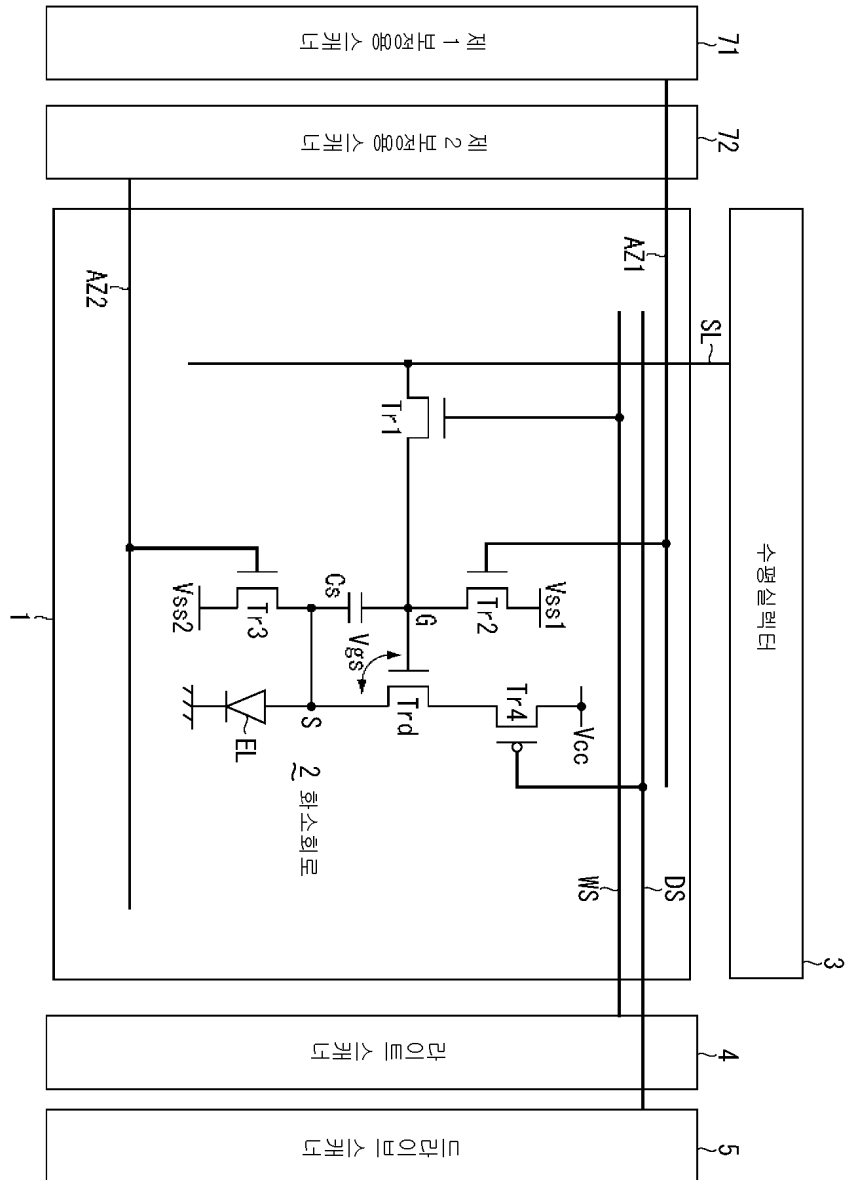 제 1 보정용 스캐너
71
제 2 보정용 스캐너
72
AZ1
AZ2
SL
Tr1
수평실렉터
3
Vss1
Tr2
G
Cs
Tr3
Vss2
1
Vgs
Vcc
Tr4
Trd
S
EL
2 화소회로
DS
WS
라이트 스캐너
4
드라이브 스캐너
5